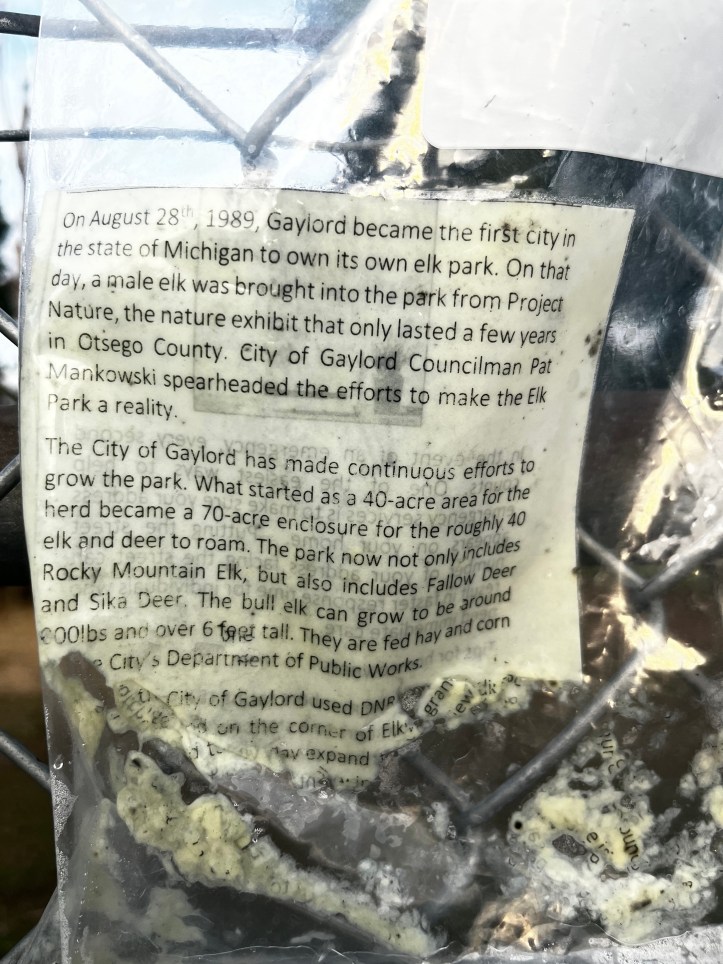 On August 28th, 1989, Gaylord became the first city in
the state of Michigan to own its own elk park. On that
day, a male elk was brought into the park from Project
Nature, the nature exhibit that only lasted a few years
in Otsego County. City of Gaylord Councilman Pat
Mankowski spearheaded the efforts to make the Elk
Park a reality.
The City of Gaylord has made continuous efforts to
grow the park. What started as a 40-acre area for the
herd became a 70-acre enclosure for the roughly 40
elk and deer to roam. The park now not only includes
Rocky Mountain Elk, but also includes Fallow Deer
and Sika Deer. The bull elk can grow to be around
and over 6 feet tall. They are fed hay and corn
City's Department of Public Works.
City of Gaylord used DNR
on the corner of Elk
expand